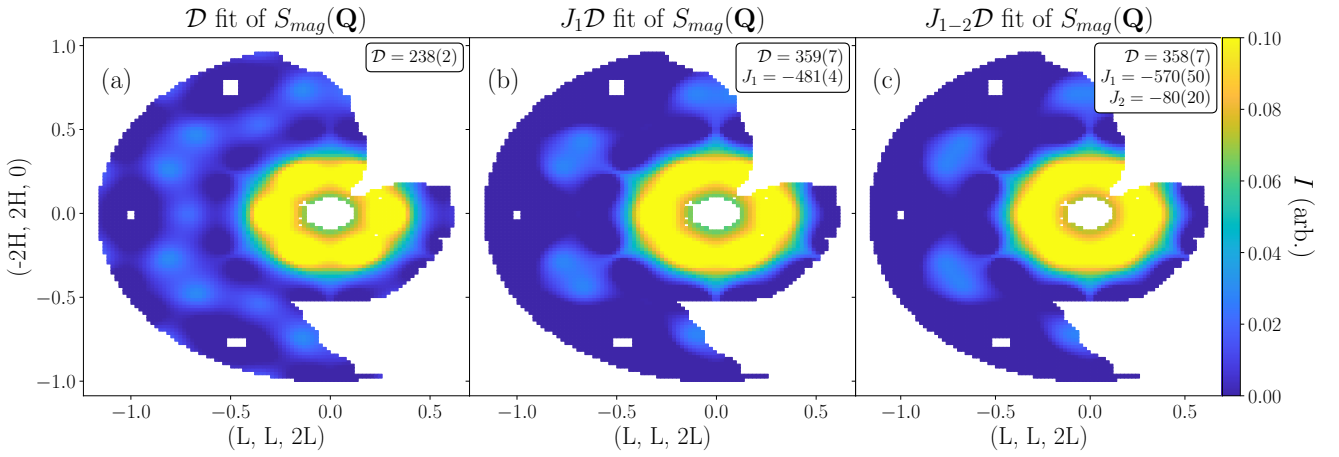 D fit of S_mag(Q)
J₁D fit of S_mag(Q)
J₁₋₂D fit of S_mag(Q)
(a)
D = 238(2)
(b)
D = 359(7)
J₁ = −481(4)
(c)
D = 358(7)
J₁ = −570(50)
J₂ = −80(20)
(-2H, 2H, 0)
1.0
0.5
0.0
−0.5
−1.0
−1.0 −0.5 0.0 0.5
−1.0 −0.5 0.0 0.5
−1.0 −0.5 0.0 0.5
(L, L, 2L)
(L, L, 2L)
(L, L, 2L)
0.10
0.08
0.06
0.04
0.02
0.00
I (arb.)